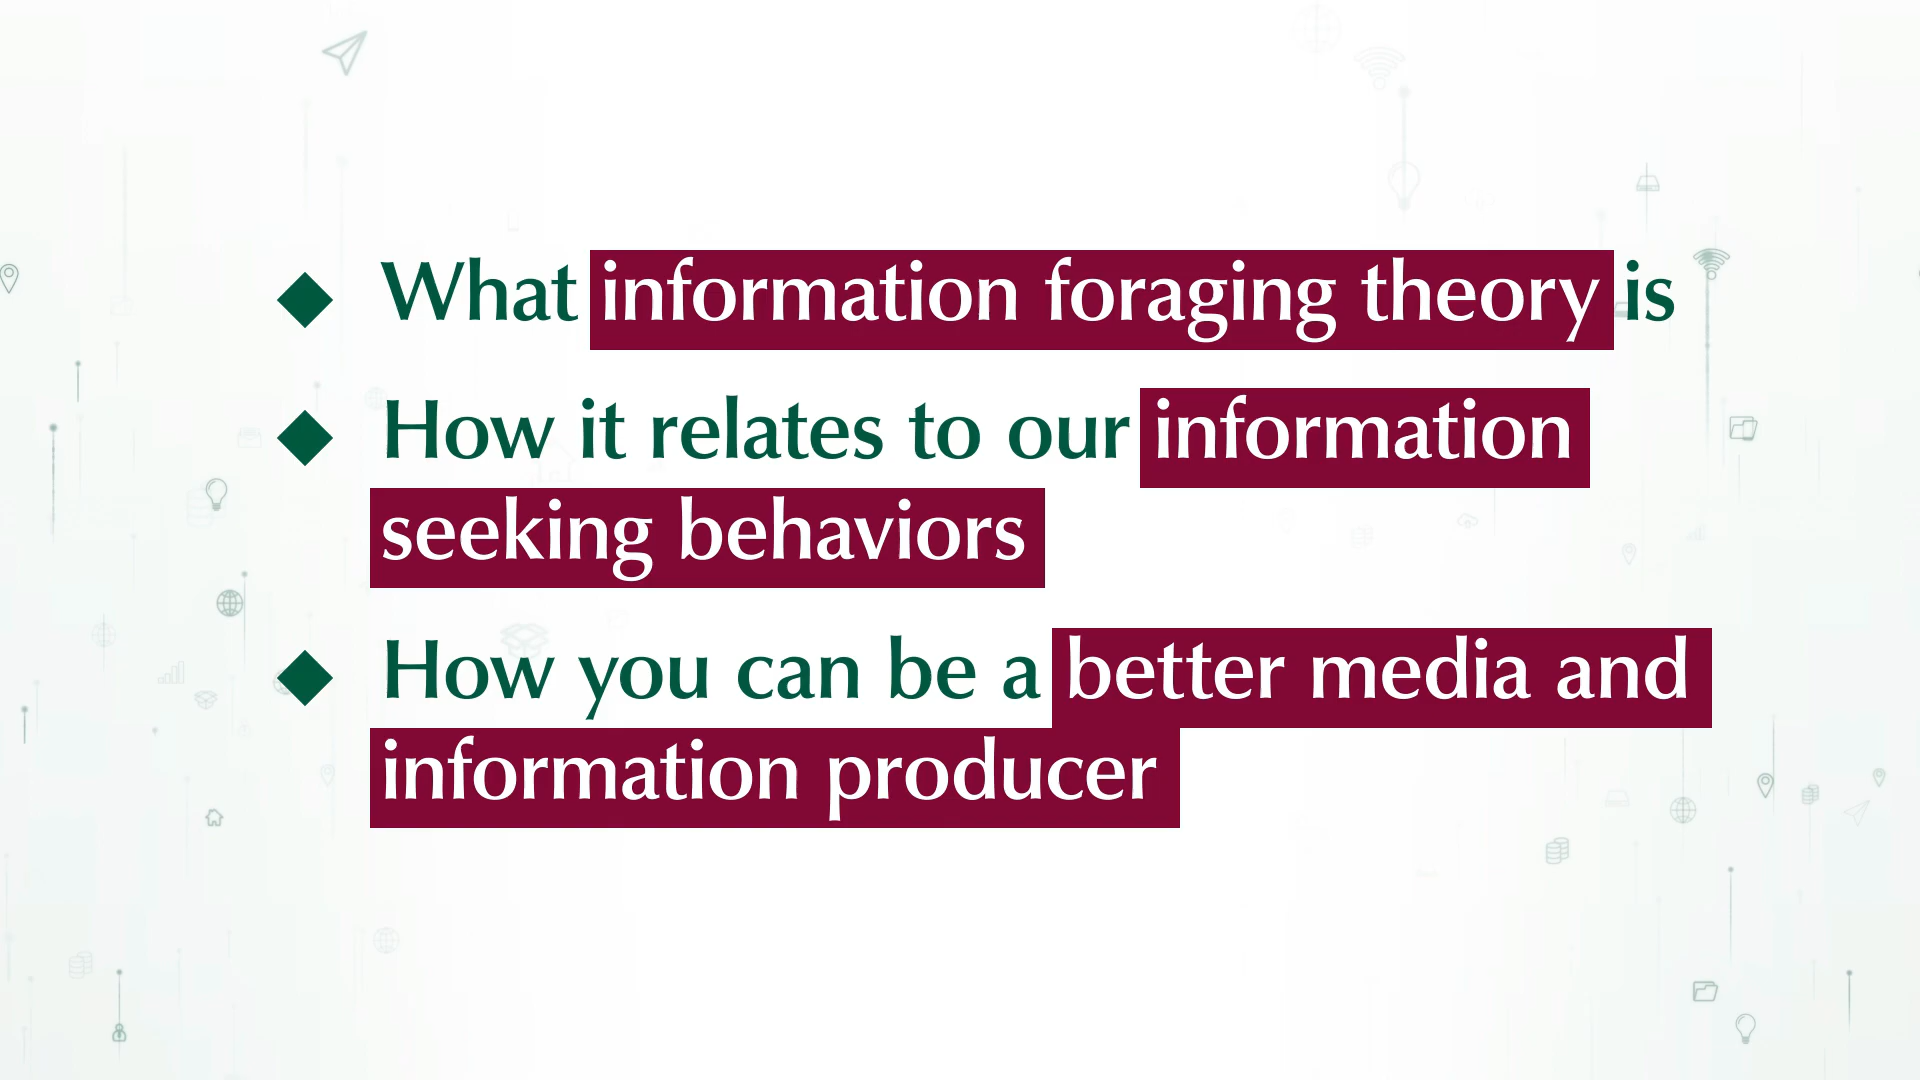 What information foraging theory is
How it relates to our information
seeking behaviors
How you can be a better media and
information producer